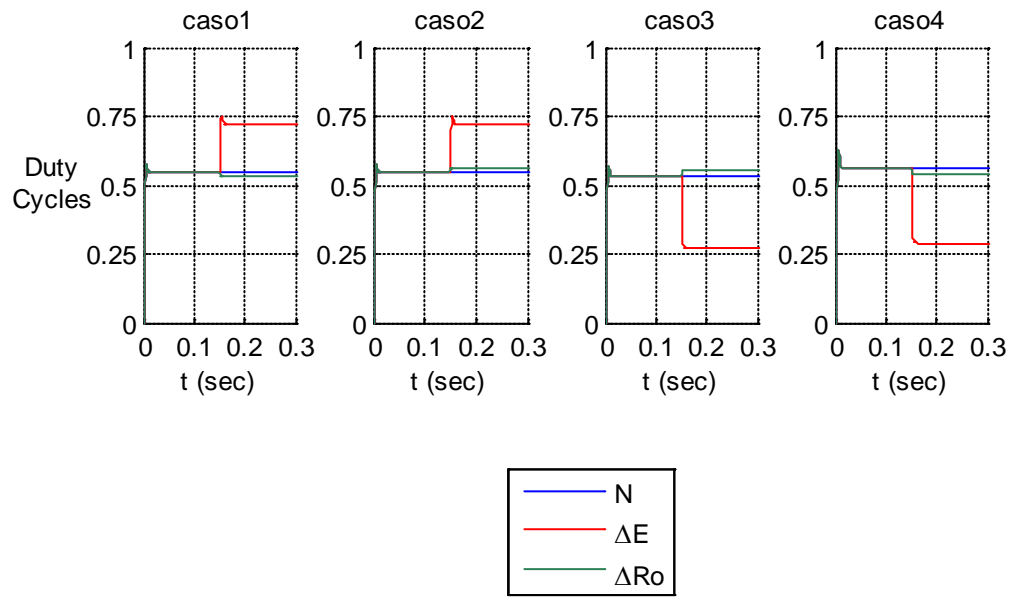 caso1 caso2 caso3 caso4
1 1 1 1
0.75 0.75 0.75 0.75
Duty
Cycles
0.5 0.5 0.5 0.5
0.25 0.25 0.25 0.25
0 0 0 0
0 0.1 0.2 0.3 0 0.1 0.2 0.3 0 0.1 0.2 0.3 0 0.1 0.2 0.3
t (sec) t (sec) t (sec) t (sec)
N
ΔE
ΔRo